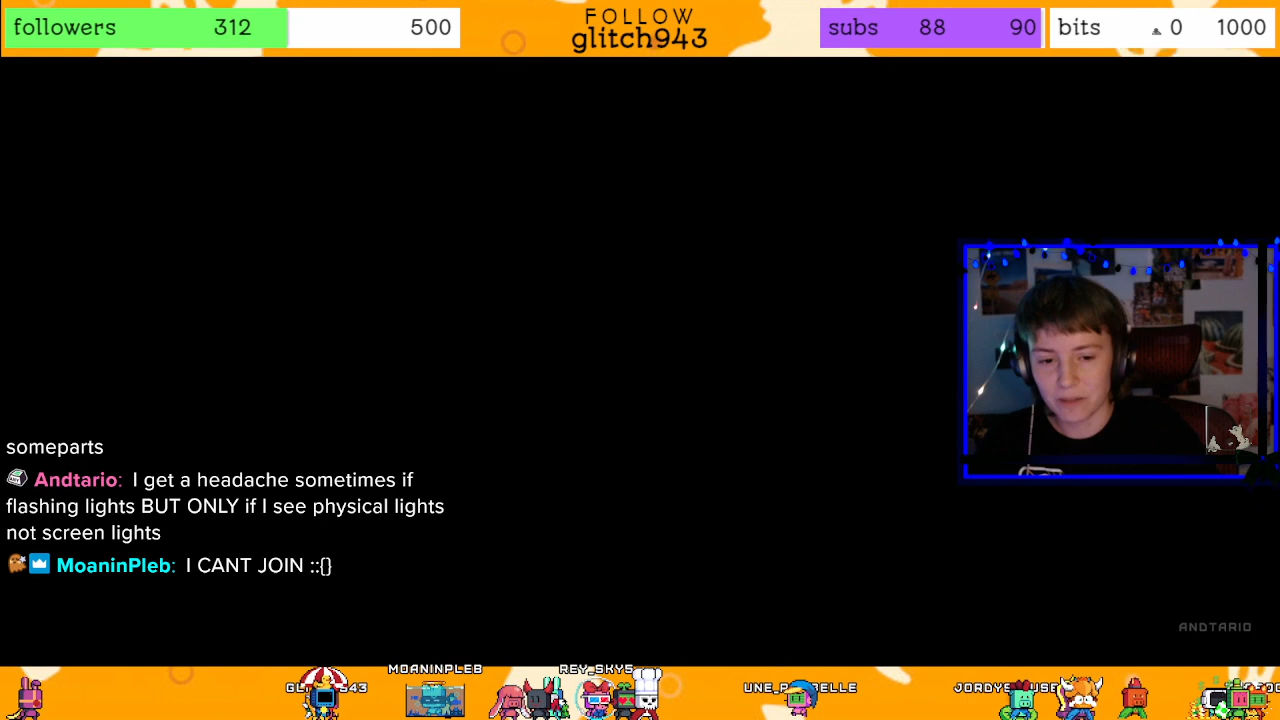 followers 312 500
FOLLOW
glitch943
subs 88 90
bits 0 1000
someparts
Andtario: I get a headache sometimes if
flashing lights BUT ONLY if I see physical lights
not screen lights
MoaninPleb: I CANT JOIN ::{}
ANDTARIO
MOANINPLEB
REY_SKYS